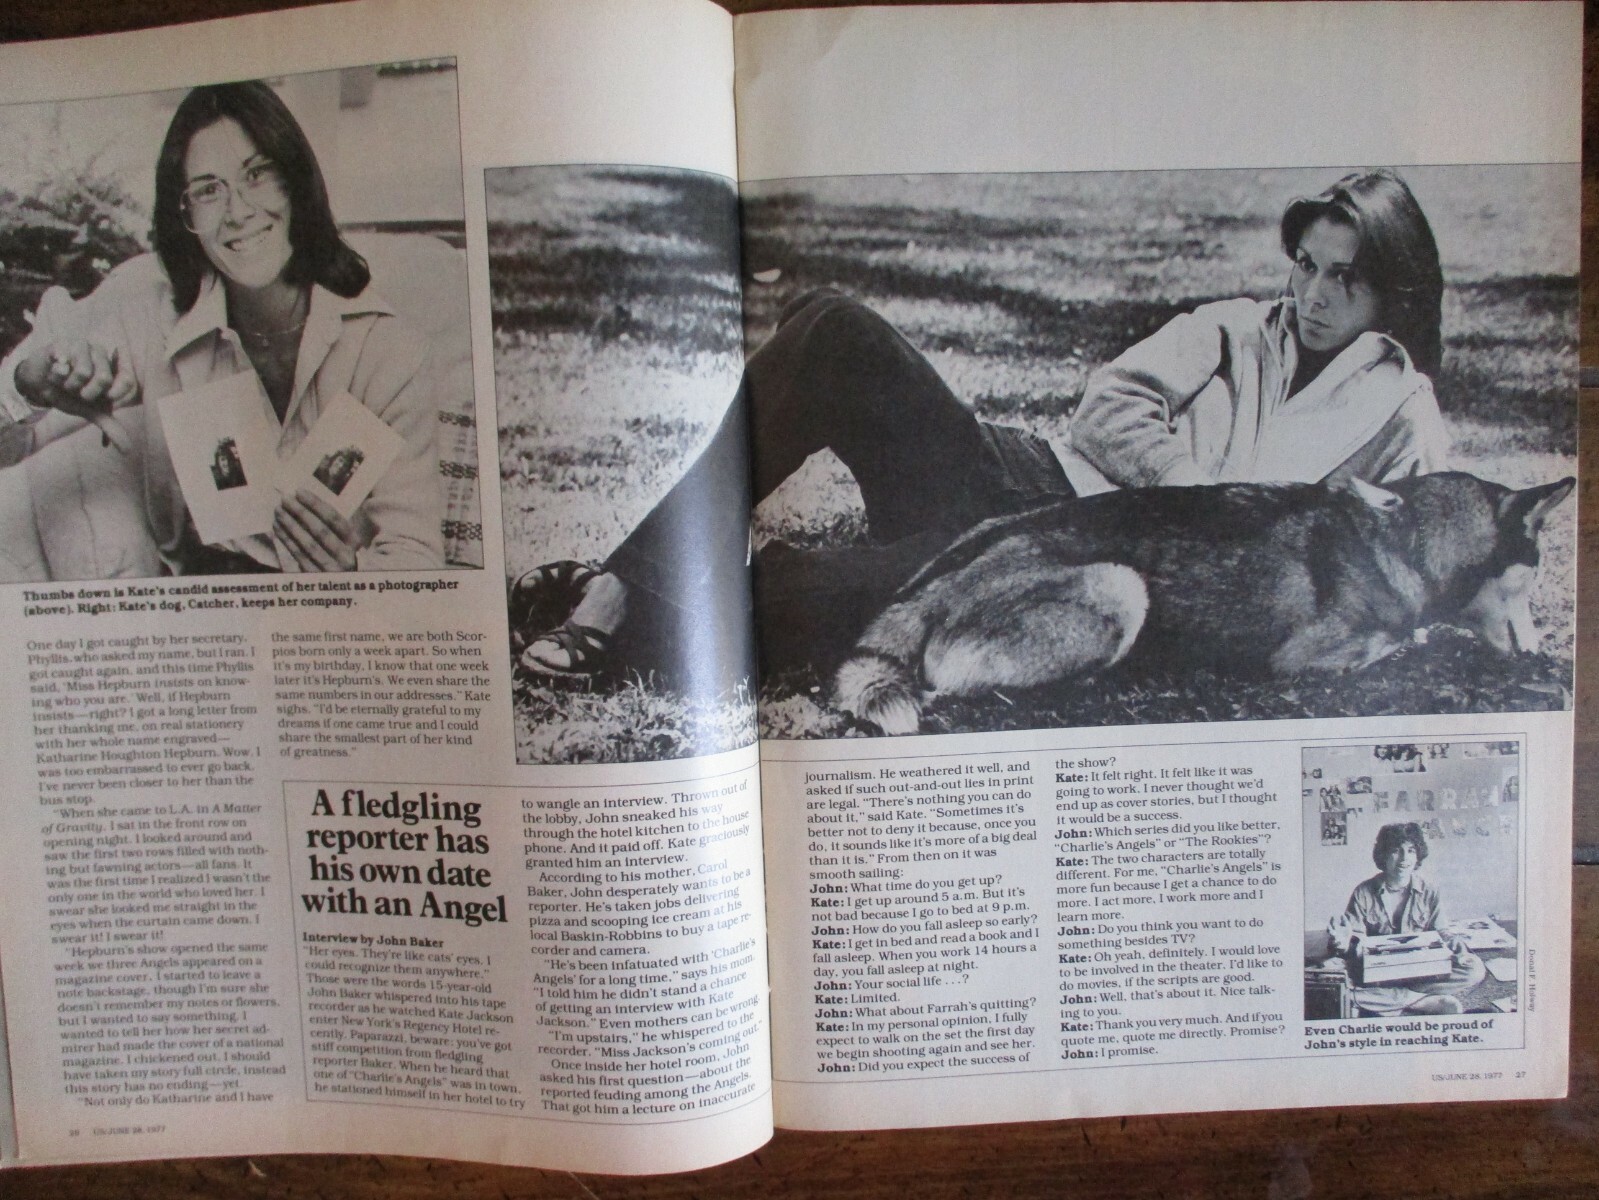 Thumbs down is Kate's candid assessment of her talent as a photographer
(above). Right: Kate's dog, Catcher, keeps her company.
One day I got caught by her secretary,
Phyllis, who asked my name, but I ran. I
got caught again, and this time Phyllis
said, 'Miss Hepburn insists on know-
ing who you are.' Well, if Hepburn
insists—right? I got a long letter from
her thanking me, on real stationery
with her whole name engraved—
Katharine Houghton Hepburn. Wow. I
was too embarrassed to ever go back.
I've never been closer to her than the
bus stop.
"When she came to L.A. in A Matter
of Gravity, I sat in the front row on
opening night. I looked around and
saw the first two rows filled with noth-
ing but fawning actors—all fans. It
was the first time I realized I wasn't the
only one in the world who loved her. I
swear she looked me straight in the
eyes when the curtain came down. I
swear it! I swear it!
"Hepburn's show opened the same
week we three Angels appeared on a
magazine cover. I started to leave a
note backstage, though I'm sure she
doesn't remember my notes or flowers,
but I wanted to say something. I
wanted to tell her how her secret ad-
mirer had made the cover of a national
magazine. I chickened out. I should
have taken my story full circle, instead
this story has no ending—yet.
"Not only do Katharine and I have
the same first name, we are both Scor-
pios born only a week apart. So when
it's my birthday, I know that one week
later it's Hepburn's. We even share the
same numbers in our addresses." Kate
sighs, "I'd be eternally grateful to my
dreams if one came true and I could
share the smallest part of her kind
of greatness."
26 US/JUNE 28, 1977
A fledgling
reporter has
his own date
with an Angel
Interview by John Baker
"Her eyes. They're like cats' eyes. I
could recognize them anywhere."
Those were the words 15-year-old
John Baker whispered into his tape
recorder as he watched Kate Jackson
enter New York's Regency Hotel re-
cently. Paparazzi, beware: you've got
stiff competition from fledgling
reporter Baker. When he heard that
one of "Charlie's Angels" was in town,
he stationed himself in her hotel to try
to wangle an interview. Thrown out of
the lobby, John sneaked his way
through the hotel kitchen to the house
phone. And it paid off. Kate graciously
granted him an interview.
According to his mother, Carol
Baker, John desperately wants to be a
reporter. He's taken jobs delivering
pizza and scooping ice cream at his
local Baskin-Robbins to buy a tape re-
corder and camera.
"He's been infatuated with 'Charlie's
Angels' for a long time," says his mom.
"I told him he didn't stand a chance
of getting an interview with Kate
Jackson." Even mothers can be wrong.
"I'm upstairs," he whispered to the
recorder. "Miss Jackson's coming out."
Once inside her hotel room, John
asked his first question—about the
reported feuding among the Angels.
That got him a lecture on inaccurate
journalism. He weathered it well, and
asked if such out-and-out lies in print
are legal. "There's nothing you can do
about it," said Kate. "Sometimes it's
better not to deny it because, once you
do, it sounds like it's more of a big deal
than it is." From then on it was
smooth sailing:
John: What time do you get up?
Kate: I get up around 5 a.m. But it's
not bad because I go to bed at 9 p.m.
John: How do you fall asleep so early?
Kate: I get in bed and read a book and I
fall asleep. When you work 14 hours a
day, you fall asleep at night.
John: Your social life . . .?
Kate: Limited.
John: What about Farrah's quitting?
Kate: In my personal opinion, I fully
expect to walk on the set the first day
we begin shooting again and see her.
John: Did you expect the success of
the show?
Kate: It felt right. It felt like it was
going to work. I never thought we'd
end up as cover stories, but I thought
it would be a success.
John: Which series did you like better,
"Charlie's Angels" or "The Rookies"?
Kate: The two characters are totally
different. For me, "Charlie's Angels" is
more fun because I get a chance to do
more. I act more, I work more and I
learn more.
John: Do you think you want to do
something besides TV?
Kate: Oh yeah, definitely. I would love
to be involved in the theater. I'd like to
do movies, if the scripts are good.
John: Well, that's about it. Nice talk-
ing to you.
Kate: Thank you very much. And if you
quote me, quote me directly. Promise?
John: I promise.
FARRAH
Donal F. Holway
Even Charlie would be proud of
John's style in reaching Kate.
US/JUNE 28, 1977 27